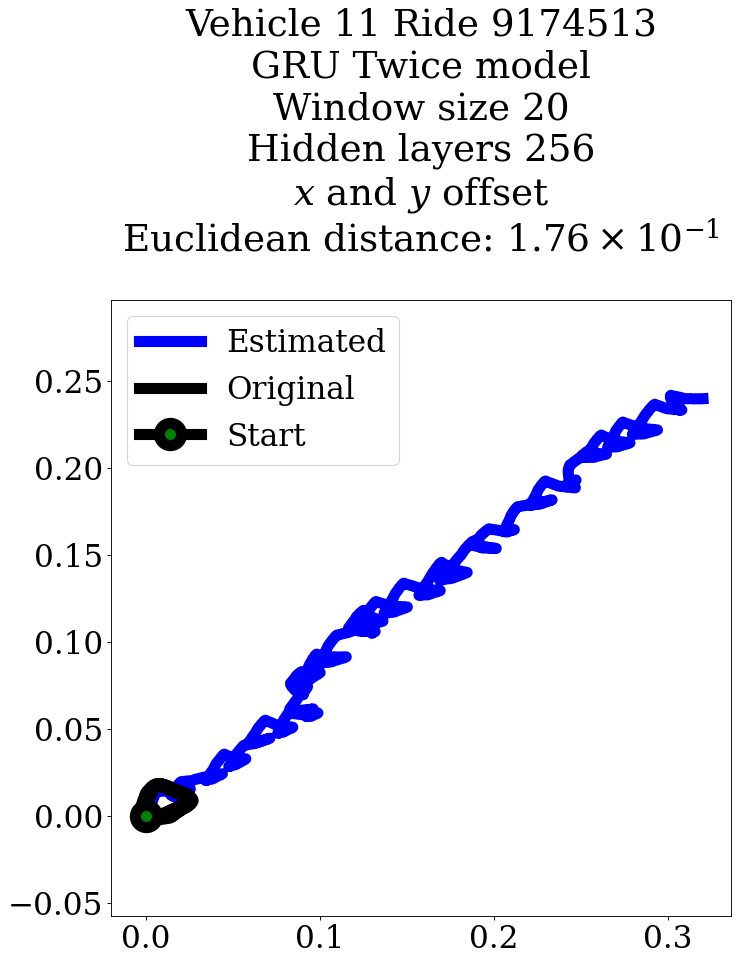 Vehicle 11 Ride 9174513
GRU Twice model
Window size 20
Hidden layers 256
x and y offset
Euclidean distance: 1.76 × 10⁻¹
Estimated
Original
Start
0.25
0.20
0.15
0.10
0.05
0.00
−0.05
0.0 0.1 0.2 0.3